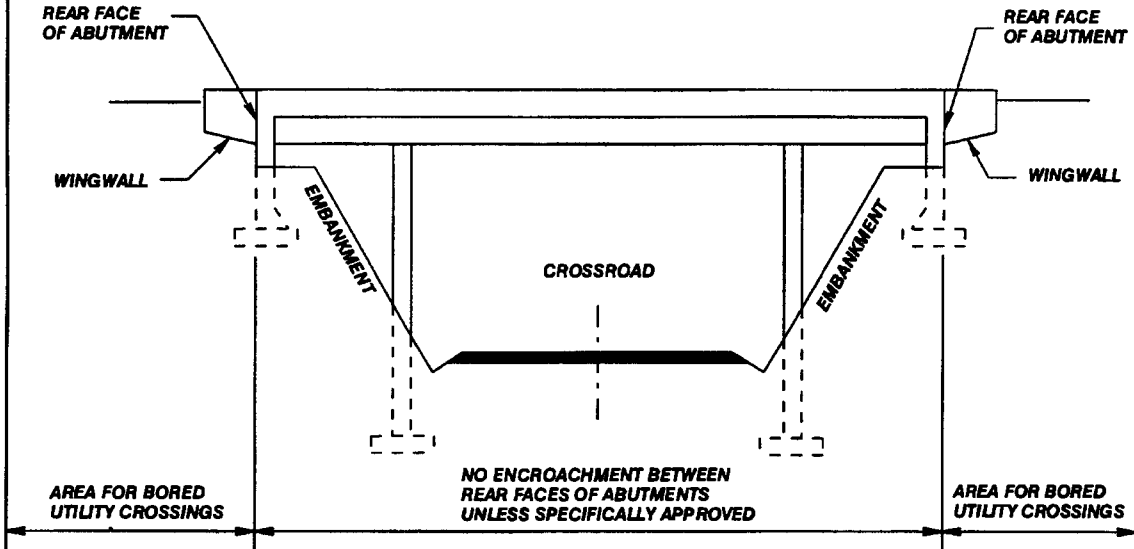 REAR FACE
OF ABUTMENT
REAR FACE
OF ABUTMENT
WINGWALL
WINGWALL
EMBANKMENT
EMBANKMENT
CROSSROAD
AREA FOR BORED
UTILITY CROSSINGS
NO ENCROACHMENT BETWEEN
REAR FACES OF ABUTMENTS
UNLESS SPECIFICALLY APPROVED
AREA FOR BORED
UTILITY CROSSINGS